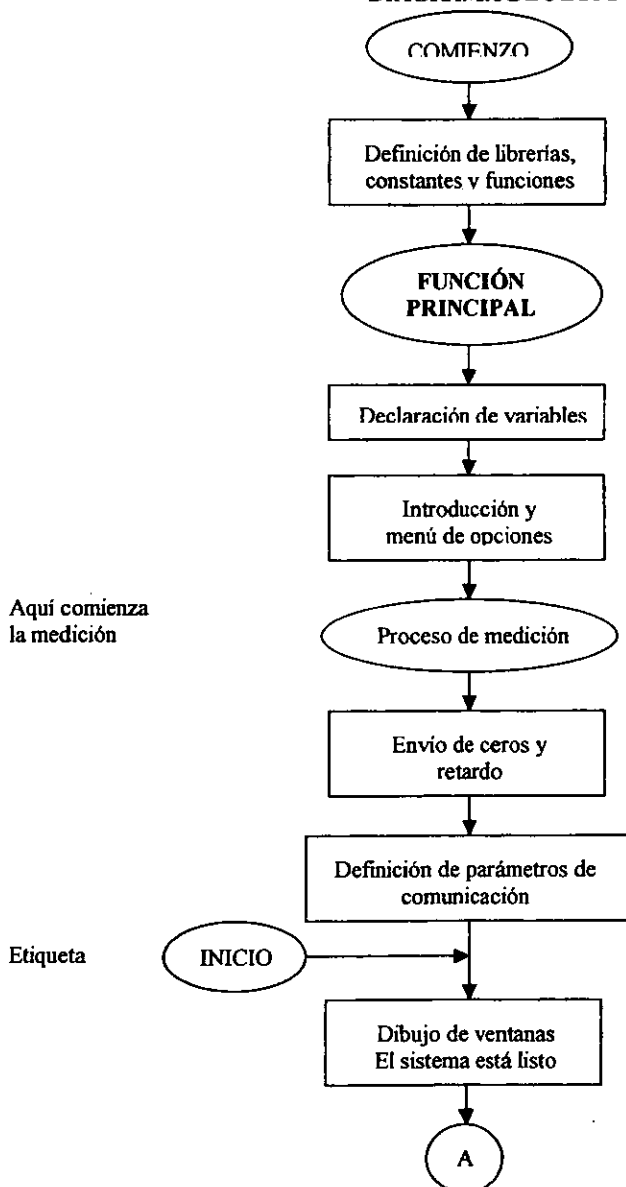 COMIENZO
Definición de librerías,
constantes y funciones
FUNCIÓN
PRINCIPAL
Declaración de variables
Introducción y
menú de opciones
Aquí comienza
la medición
Proceso de medición
Envío de ceros y
retardo
Definición de parámetros de
comunicación
Etiqueta
INICIO
Dibujo de ventanas
El sistema está listo
A